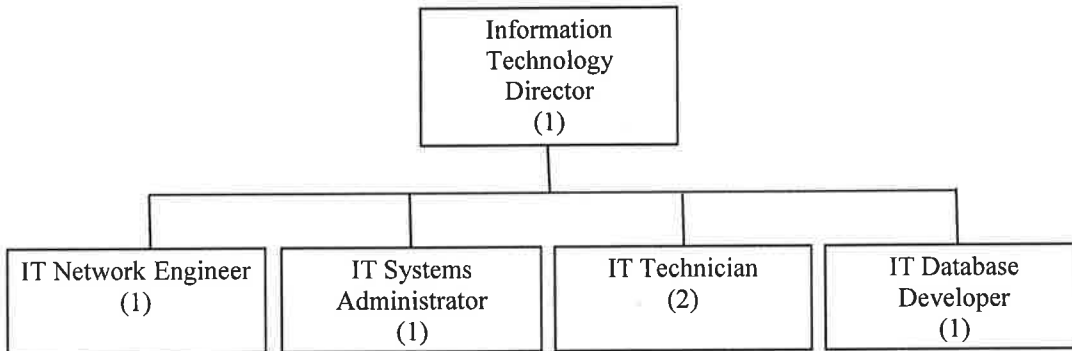 Information
Technology
Director
(1)
IT Network Engineer
(1)
IT Systems
Administrator
(1)
IT Technician
(2)
IT Database
Developer
(1)